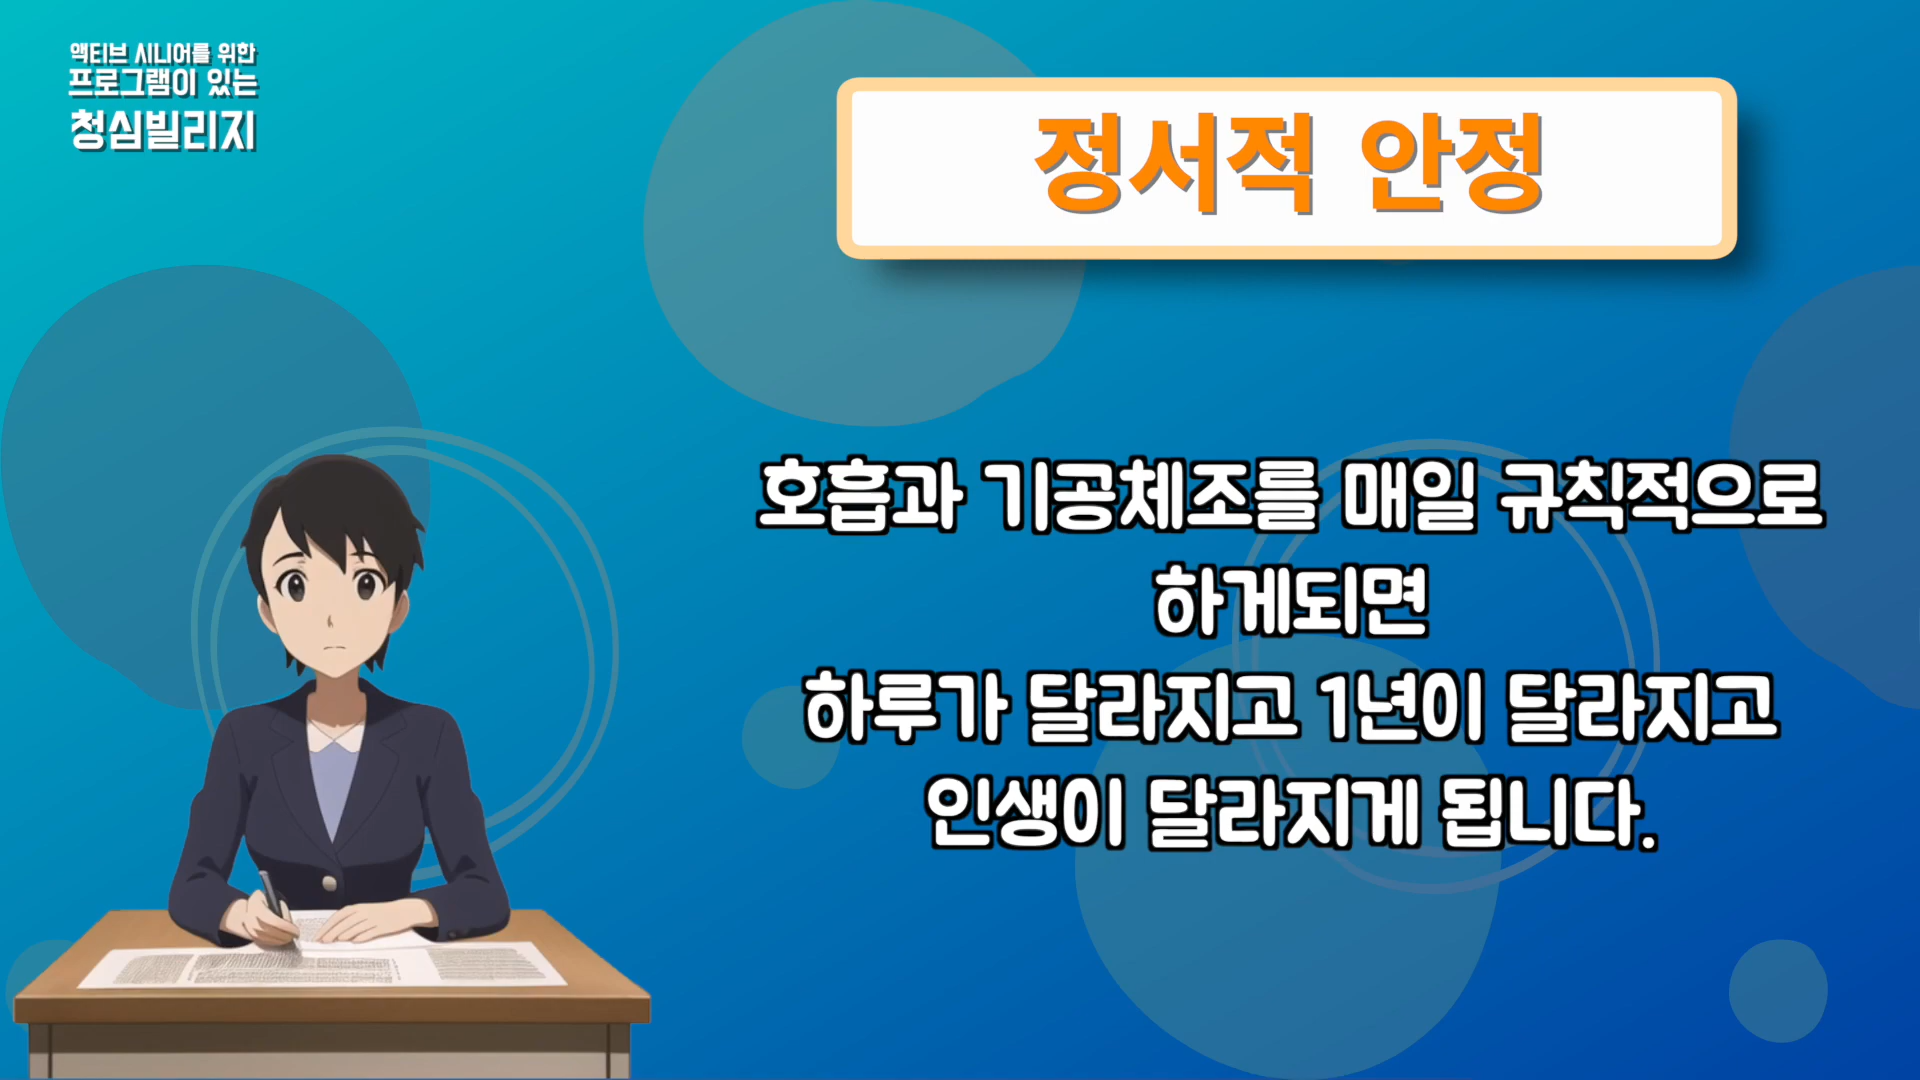 액티브 시니어를 위한
프로그램이 있는
청심빌리지
정서적 안정
호흡과 기공체조를 매일 규칙적으로
하게되면
하루가 달라지고 1년이 달라지고
인생이 달라지게 됩니다.